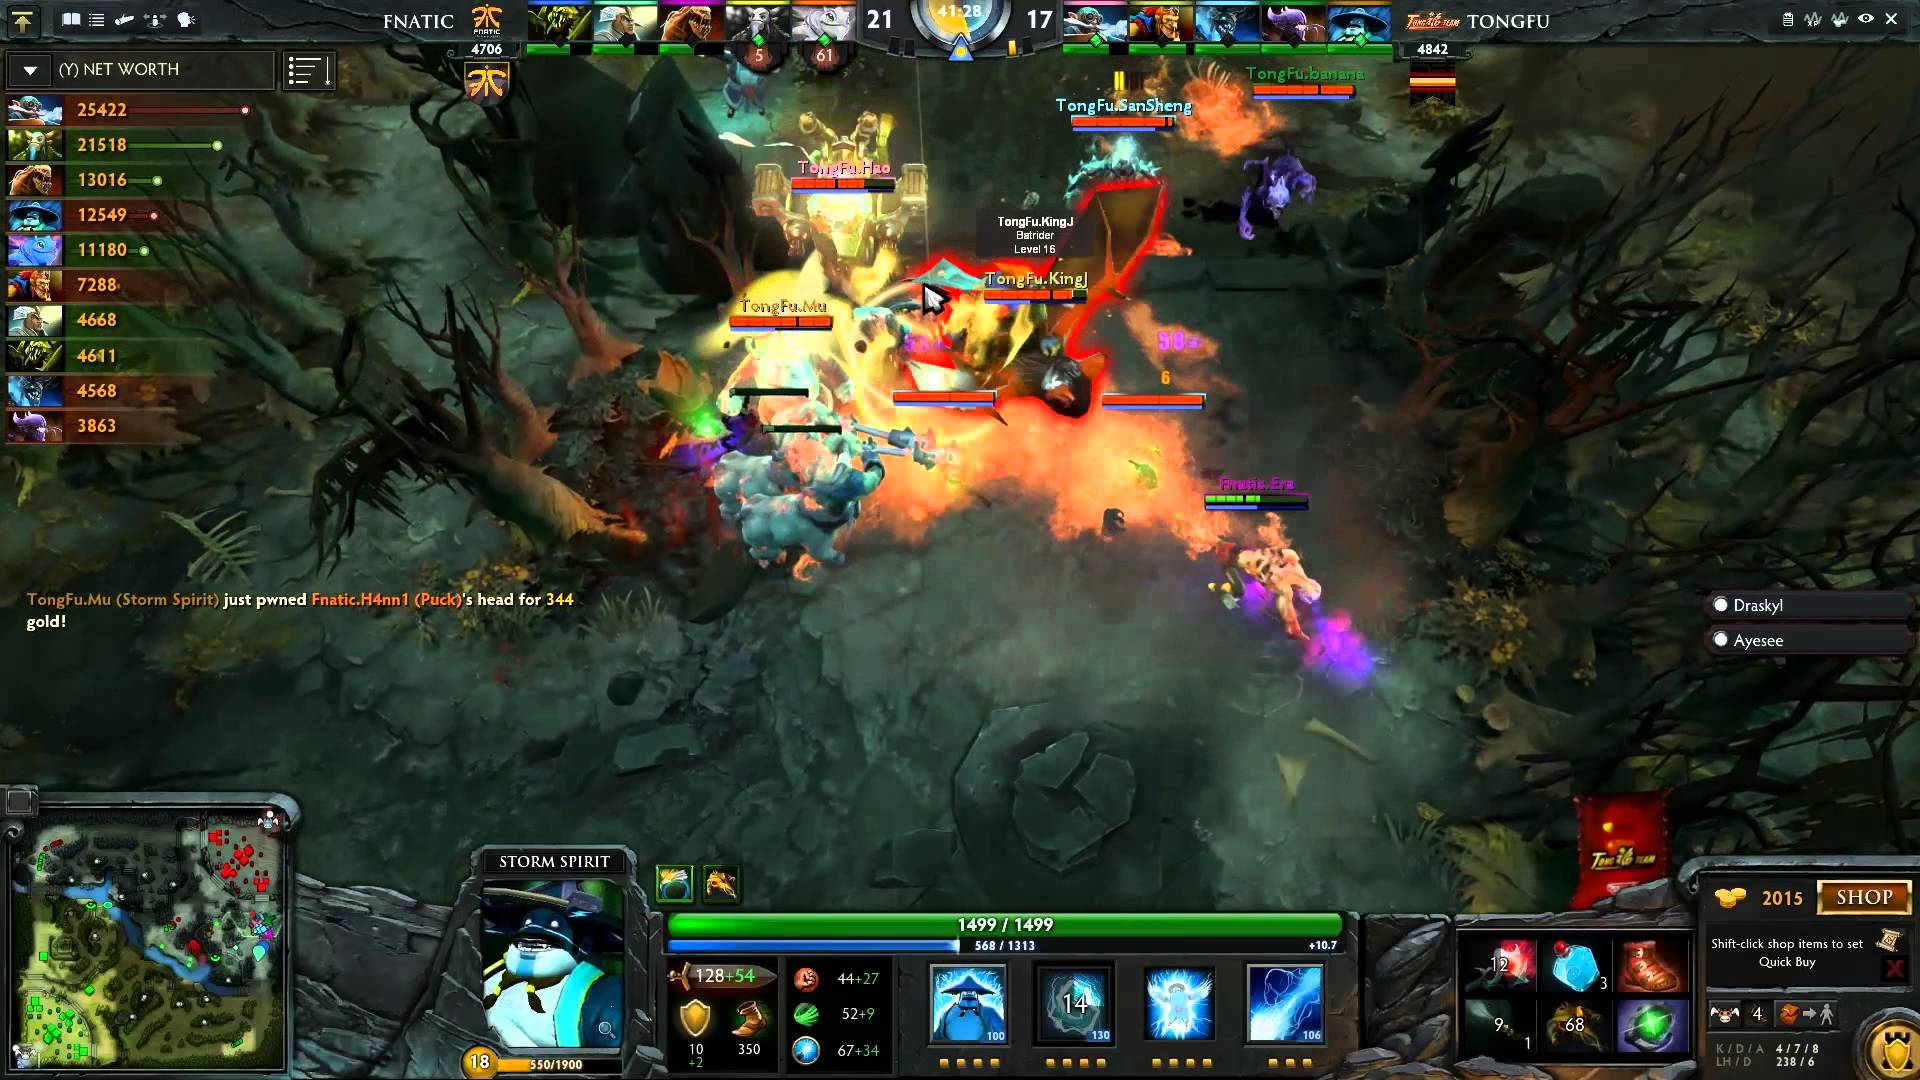 FNATIC
FNATIC
4706
5
61
21
41:28
17
TONGFU
4842
(Y) NET WORTH
25422
21518
13016
12549
11180
7288
4668
4611
4568
3863
TongFu.banana
TongFu.SanSheng
TongFu.Hao
TongFu.KingJ
Batrider
Level 16
TongFu.KingJ
TongFu.Mu
6
Fnatic.Era
TongFu.Mu (Storm Spirit) just pwned Fnatic.H4nn1 (Puck)'s head for 344
gold!
Draskyl
Ayesee
STORM SPIRIT
18
550/1900
1499 / 1499
568 / 1313
+10.7
128+54
10
+2
350
44+27
52+9
67+34
100
14
130
106
12
3
9
1
68
2015
SHOP
Shift-click shop items to set
Quick Buy
4
K / D / A 4 / 7 / 8
LH / D 238 / 6